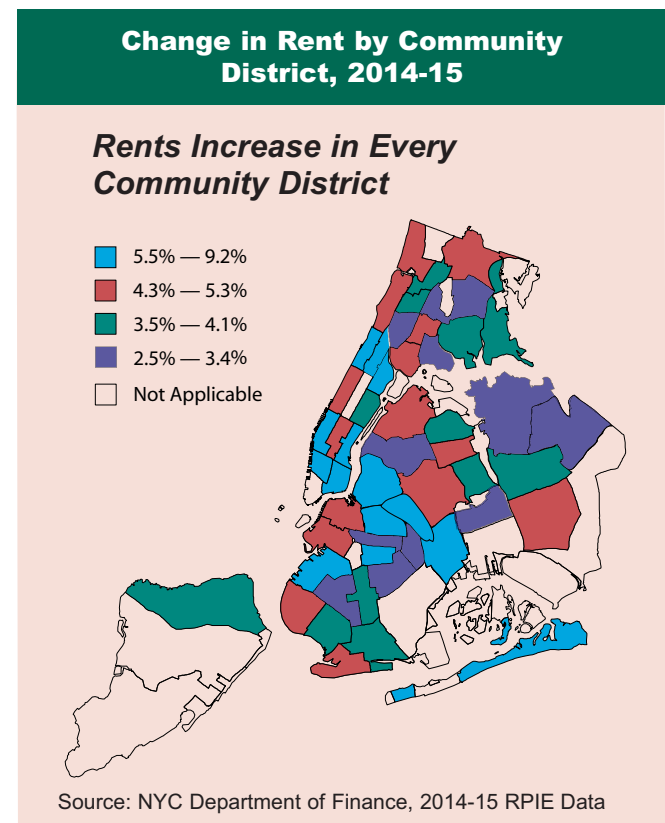 Change in Rent by Community
District, 2014-15
Rents Increase in Every
Community District
5.5% — 9.2%
4.3% — 5.3%
3.5% — 4.1%
2.5% — 3.4%
Not Applicable
Source: NYC Department of Finance, 2014-15 RPIE Data